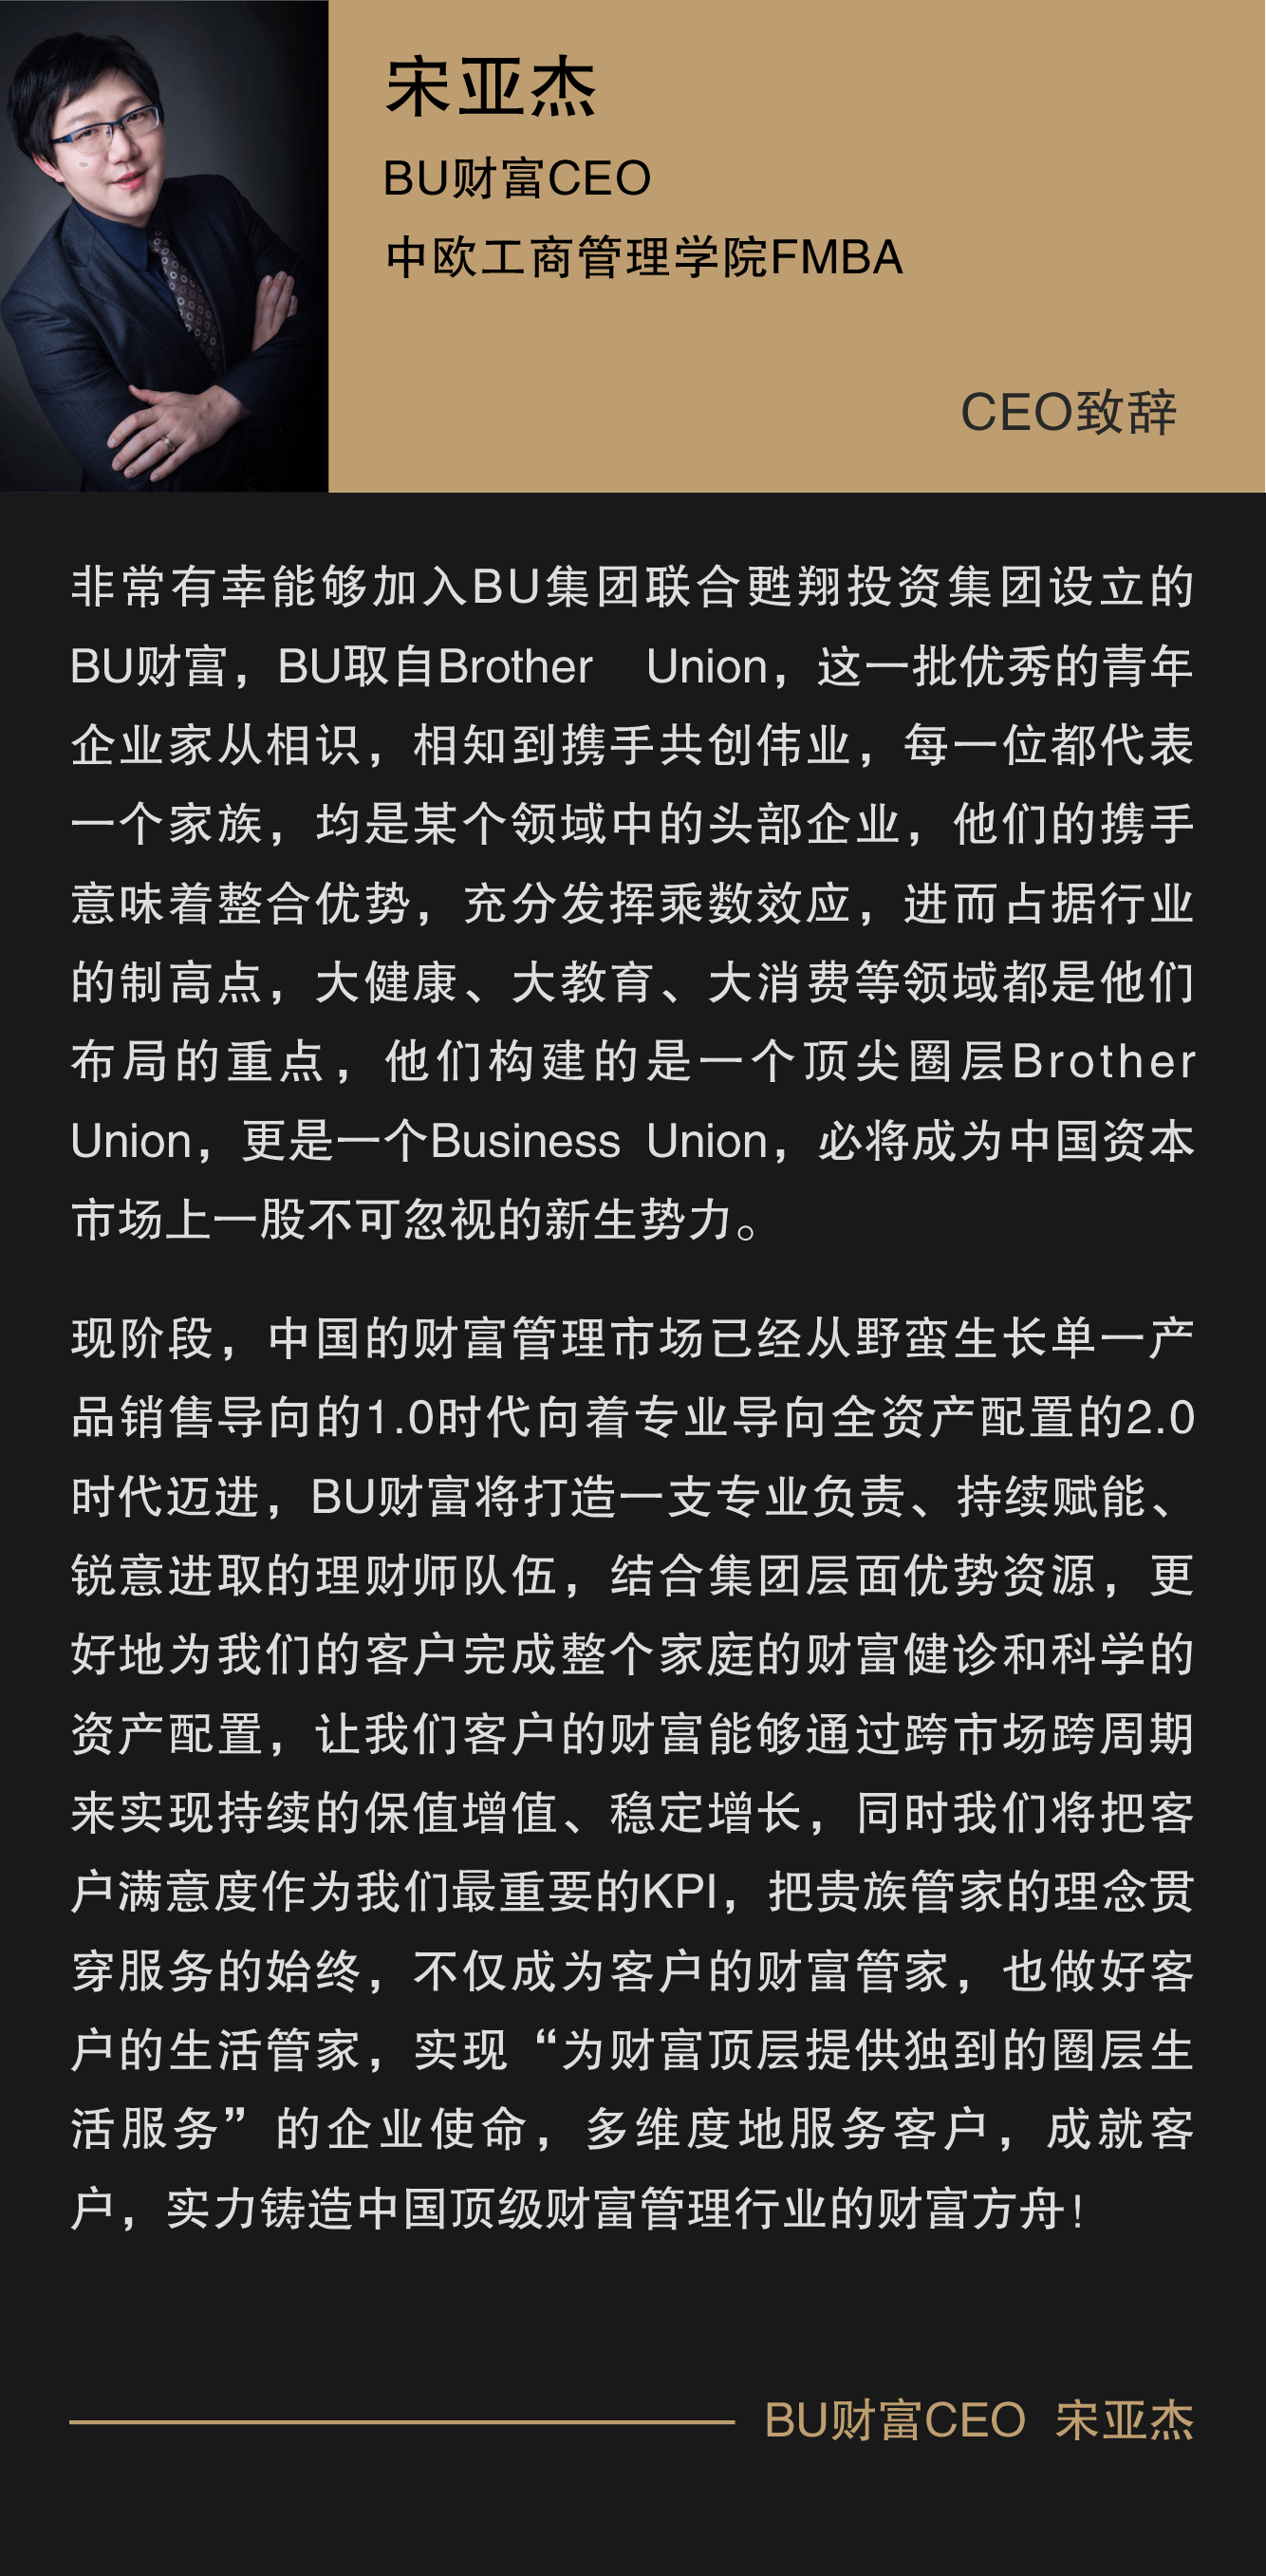 宋亚杰
BU财富CEO
中欧工商管理学院FMBA
CEO致辞
非常有幸能够加入BU集团联合甦翔投资集团设立的
BU财富，BU取自Brother Union，这一批优秀的青年
企业家从相识，相知到携手共创伟业，每一位都代表
一个家族，均是某个领域中的头部企业，他们的携手
意味着整合优势，充分发挥乘数效应，进而占据行业
的制高点，大健康、大教育、大消费等领域都是他们
布局的重点，他们构建的是一个顶尖圈层Brother
Union，更是一个Business Union，必将成为中国资本
市场上一股不可忽视的新生势力。
现阶段，中国的财富管理市场已经从野蛮生长单一产
品销售导向的1.0时代向着专业导向全资产配置的2.0
时代迈进，BU财富将打造一支专业负责、持续赋能、
锐意进取的理财师队伍，结合集团层面优势资源，更
好地为我们的客户完成整个家庭的财富健诊和科学的
资产配置，让我们客户的财富能够通过跨市场跨周期
来实现持续的保值增值、稳定增长，同时我们将把客
户满意度作为我们最重要的KPI，把贵族管家的理念贯
穿服务的始终，不仅成为客户的财富管家，也做好客
户的生活管家，实现“为财富顶层提供独到的圈层生
活服务”的企业使命，多维度地服务客户，成就客
户，实力铸造中国顶级财富管理行业的财富方舟！
BU财富CEO 宋亚杰